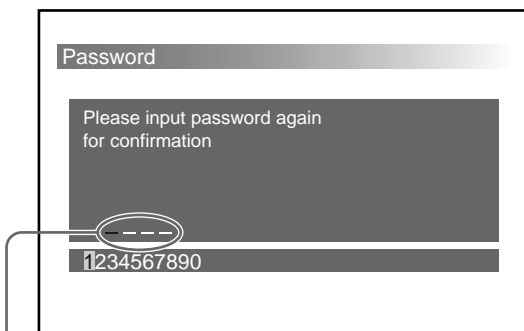 Password
Please input password again
for confirmation
– – – –
1234567890